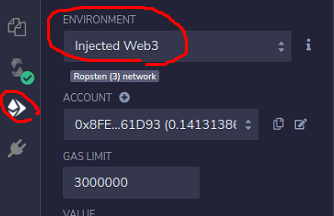 ENVIRONMENT
Injected Web3
Ropsten (3) network
ACCOUNT
0x8FE...61D93 (0.14131386
GAS LIMIT
3000000
VALUE